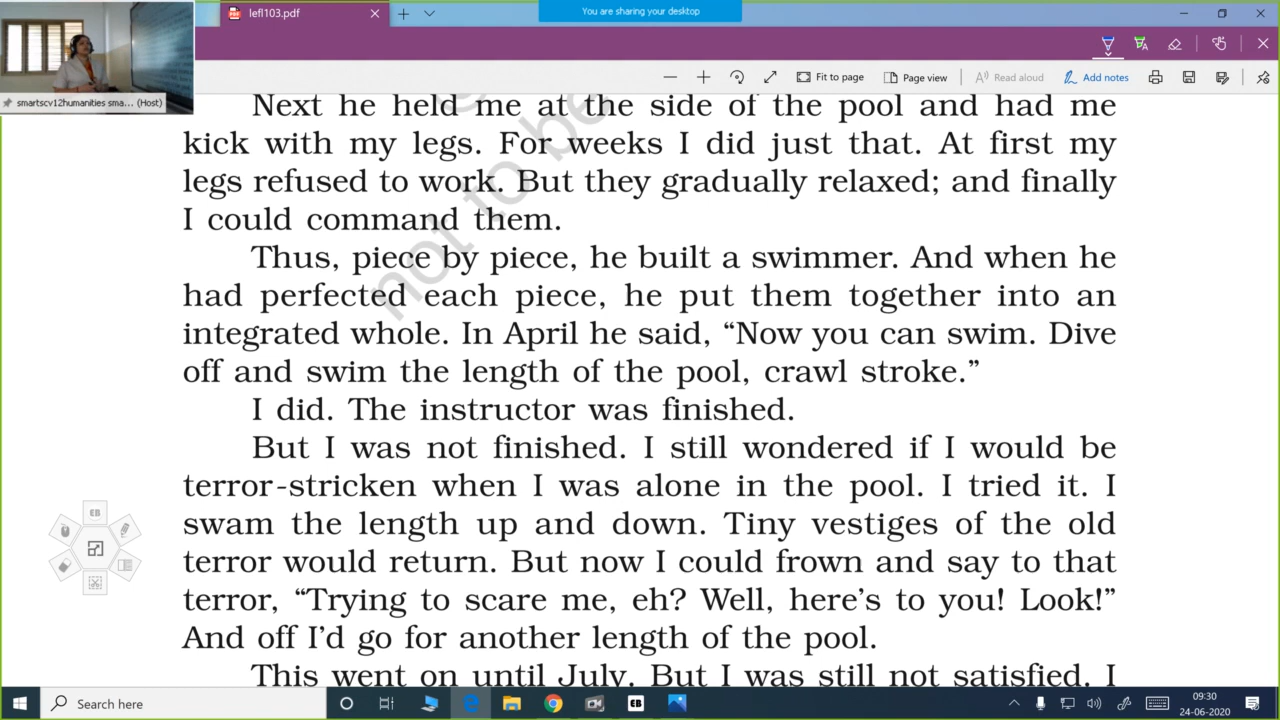 lefl103.pdf
You are sharing your desktop
smartscv12humanities sma... (Host)
Fit to page
Page view
Read aloud
Add notes
Next he held me at the side of the pool and had me
kick with my legs. For weeks I did just that. At first my
legs refused to work. But they gradually relaxed; and finally
I could command them.
Thus, piece by piece, he built a swimmer. And when he
had perfected each piece, he put them together into an
integrated whole. In April he said, “Now you can swim. Dive
off and swim the length of the pool, crawl stroke.”
I did. The instructor was finished.
But I was not finished. I still wondered if I would be
terror-stricken when I was alone in the pool. I tried it. I
swam the length up and down. Tiny vestiges of the old
terror would return. But now I could frown and say to that
terror, “Trying to scare me, eh? Well, here’s to you! Look!”
And off I’d go for another length of the pool.
This went on until July. But I was still not satisfied. I
not to be
EB
Search here
EB
09:30
24-06-2020